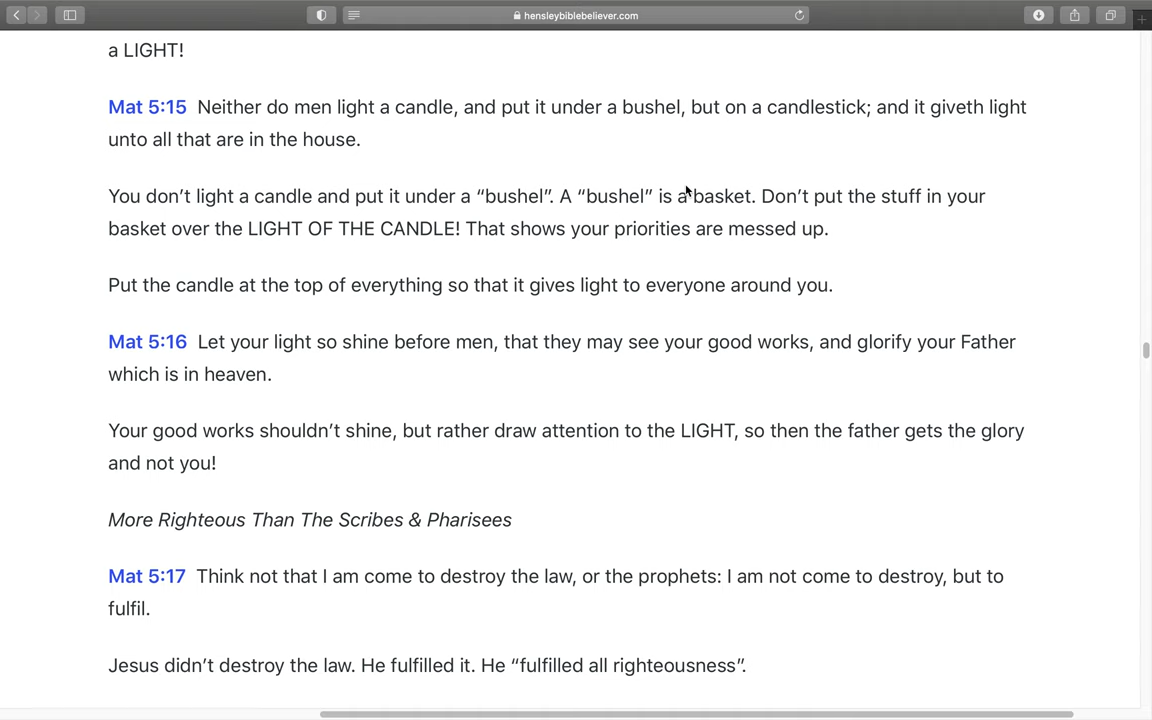 hensleybiblebeliever.com
a LIGHT!
Mat 5:15 Neither do men light a candle, and put it under a bushel, but on a candlestick; and it giveth light
unto all that are in the house.
You don’t light a candle and put it under a “bushel”. A “bushel” is a basket. Don’t put the stuff in your
basket over the LIGHT OF THE CANDLE! That shows your priorities are messed up.
Put the candle at the top of everything so that it gives light to everyone around you.
Mat 5:16 Let your light so shine before men, that they may see your good works, and glorify your Father
which is in heaven.
Your good works shouldn’t shine, but rather draw attention to the LIGHT, so then the father gets the glory
and not you!
More Righteous Than The Scribes & Pharisees
Mat 5:17 Think not that I am come to destroy the law, or the prophets: I am not come to destroy, but to
fulfil.
Jesus didn’t destroy the law. He fulfilled it. He “fulfilled all righteousness”.